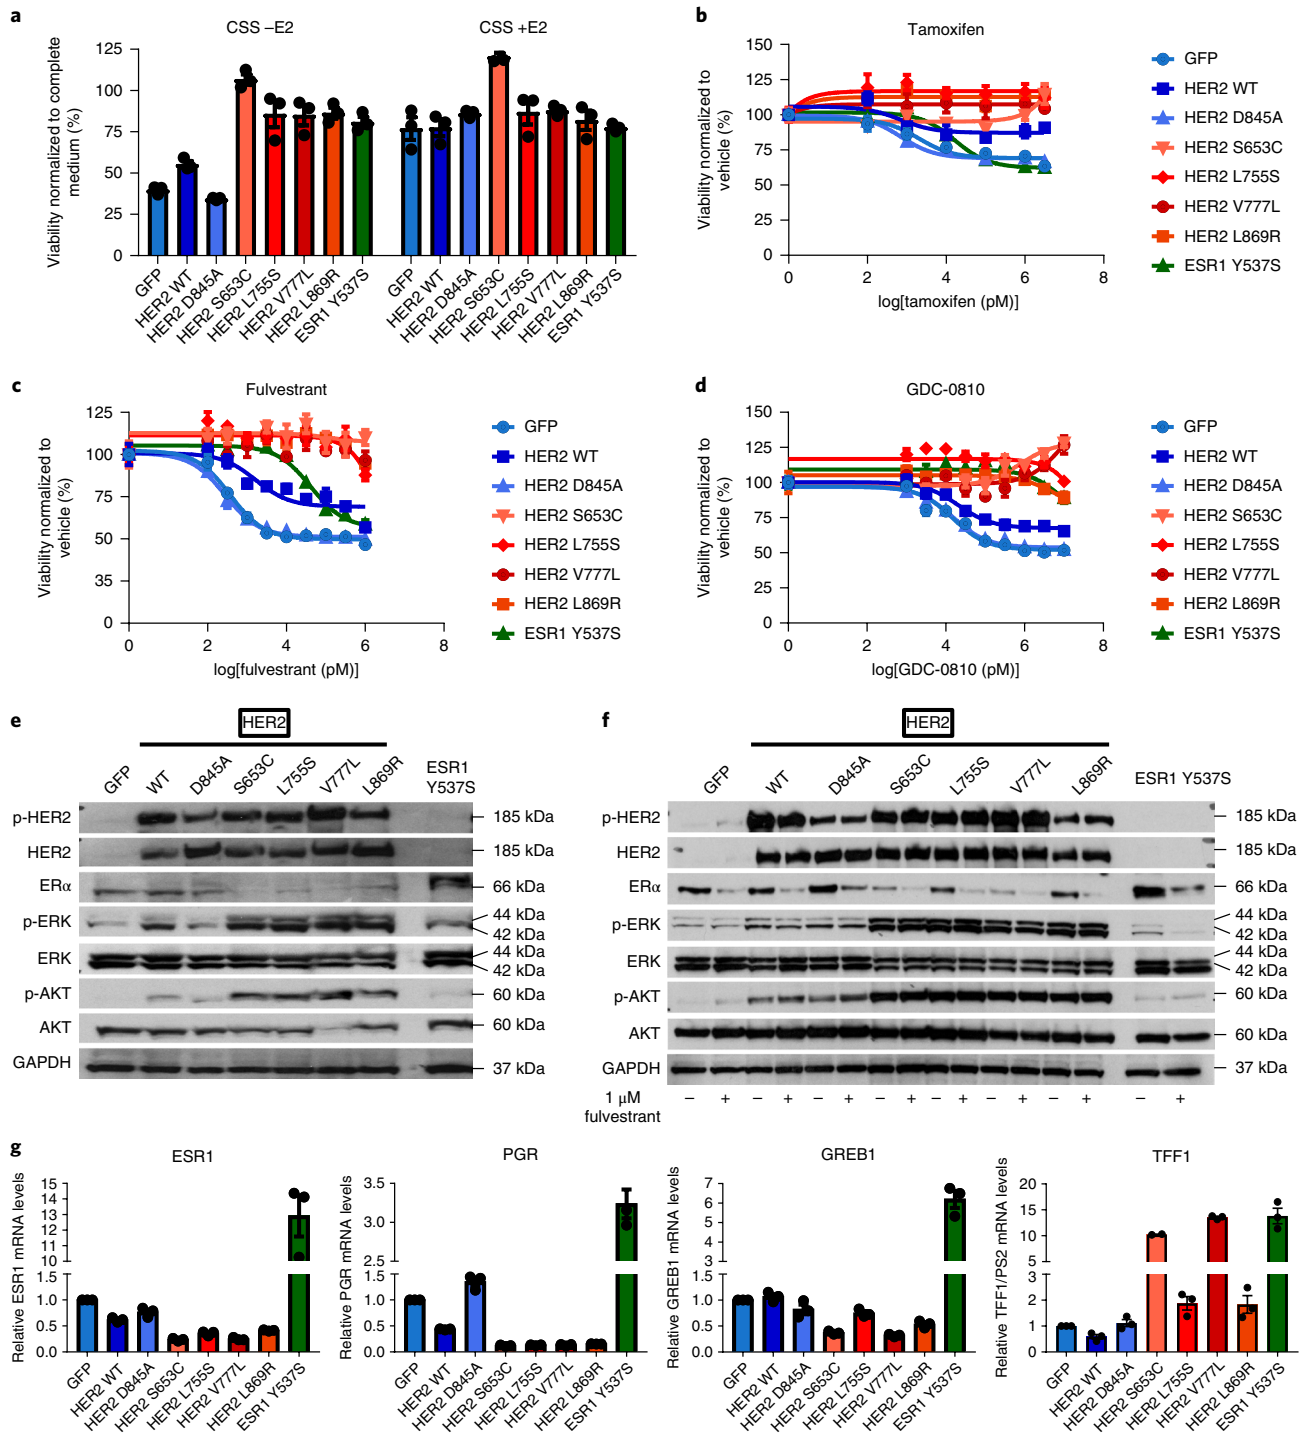 a
CSS –E2
CSS +E2
Viability normalized to complete
medium (%)
125
100
75
50
25
0
GFP
HER2 WT
HER2 D845A
HER2 S653C
HER2 L755S
HER2 V777L
HER2 L869R
ESR1 Y537S
GFP
HER2 WT
HER2 D845A
HER2 S653C
HER2 L755S
HER2 V777L
HER2 L869R
ESR1 Y537S
b
Tamoxifen
Viability normalized to
vehicle (%)
150
125
100
75
50
25
0
0 2 4 6 8
log[tamoxifen (pM)]
GFP
HER2 WT
HER2 D845A
HER2 S653C
HER2 L755S
HER2 V777L
HER2 L869R
ESR1 Y537S
c
Fulvestrant
Viability normalized to
vehicle (%)
125
100
75
50
35
0
0 2 4 6 8
log[fulvestrant (pM)]
GFP
HER2 WT
HER2 D845A
HER2 S653C
HER2 L755S
HER2 V777L
HER2 L869R
ESR1 Y537S
d
GDC-0810
Viability normalized to
vehicle (%)
150
125
100
75
50
25
0
0 2 4 6 8
log[GDC-0810 (pM)]
GFP
HER2 WT
HER2 D845A
HER2 S653C
HER2 L755S
HER2 V777L
HER2 L869R
ESR1 Y537S
e
HER2
GFP WT D845A S653C L755S V777L L869R ESR1
Y537S
p-HER2 185 kDa
HER2 185 kDa
ERα 66 kDa
p-ERK 44 kDa
42 kDa
ERK 44 kDa
42 kDa
p-AKT 60 kDa
AKT 60 kDa
GAPDH 37 kDa
f
HER2
GFP WT D845A S653C L755S V777L L869R ESR1 Y537S
p-HER2 185 kDa
HER2 185 kDa
ERα 66 kDa
p-ERK 44 kDa
42 kDa
ERK 44 kDa
42 kDa
p-AKT 60 kDa
AKT 60 kDa
GAPDH 37 kDa
1 μM
fulvestrant
– + – + – + – + – + – + – + – +
g
ESR1
Relative ESR1 mRNA levels
15
14
13
12
11
10
1.5
1.0
0.5
0.0
GFP
HER2 WT
HER2 D845A
HER2 S653C
HER2 L755S
HER2 V777L
HER2 L869R
ESR1 Y537S
PGR
Relative PGR mRNA levels
3.5
3.0
2.5
1.5
1.0
0.5
0.0
GFP
HER2 WT
HER2 D845A
HER2 S653C
HER2 L755S
HER2 V777L
HER2 L869R
ESR1 Y537S
GREB1
Relative GREB1 mRNA levels
7
6
5
4
3
2
1.5
1.0
0.5
0.0
GFP
HER2 WT
HER2 D845A
HER2 S653C
HER2 L755S
HER2 V777L
HER2 L869R
ESR1 Y537S
TFF1
Relative TFF1/PS2 mRNA levels
20
15
10
5
3
2
1
0
GFP
HER2 WT
HER2 D845A
HER2 S653C
HER2 L755S
HER2 V777L
HER2 L869R
ESR1 Y537S